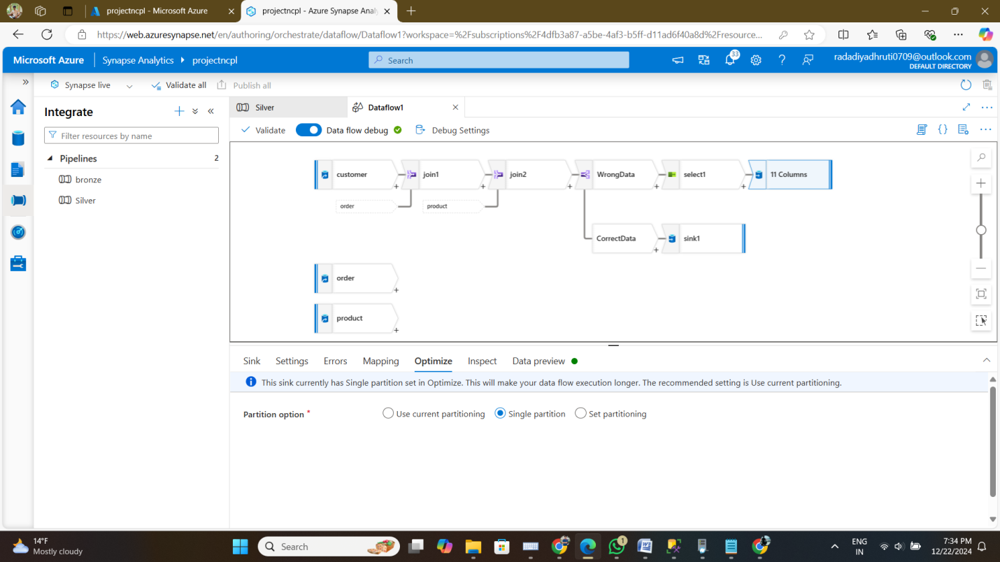 projectncpl - Microsoft Azure
projectncpl - Azure Synapse Anal
https://web.azuresynapse.net/en/authoring/orchestrate/dataflow/Dataflow1?workspace=%2Fsubscriptions%2F4dfb3a87-a5be-4af3-b5ff-d11ad6f40a8d%2Fresource...
Microsoft Azure
Synapse Analytics
projectncpl
Search
33
radadiyadhruti0709@outlook.com
DEFAULT DIRECTORY
Synapse live
Validate all
Publish all
Integrate
Filter resources by name
Pipelines
2
bronze
Silver
Silver
Dataflow1
Validate
Data flow debug
Debug Settings
customer
join1
join2
WrongData
select1
11 Columns
order
product
CorrectData
sink1
order
product
Sink
Settings
Errors
Mapping
Optimize
Inspect
Data preview
This sink currently has Single partition set in Optimize. This will make your data flow execution longer. The recommended setting is Use current partitioning.
Partition option *
Use current partitioning
Single partition
Set partitioning
14°F
Mostly cloudy
Search
1
ENG
IN
7:34 PM
12/22/2024